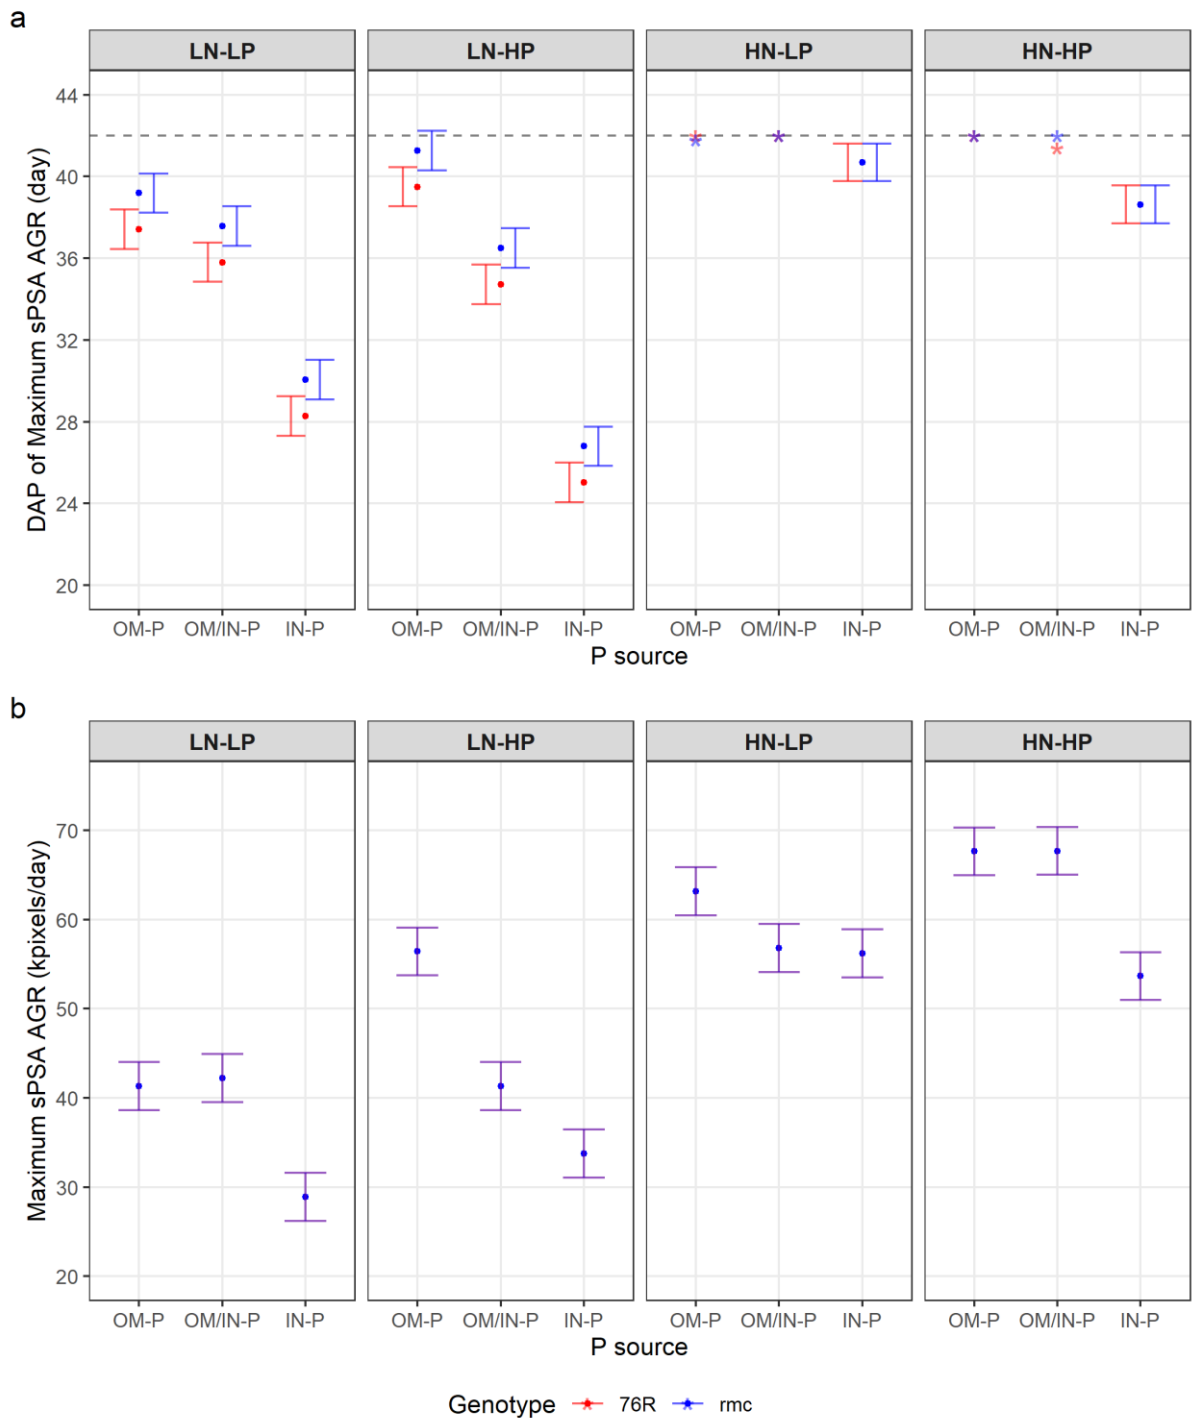 a
LN-LP LN-HP HN-LP HN-HP
DAP of Maximum sPSA AGR (day)
44
40
36
32
28
24
20
OM-P OM/IN-P IN-P OM-P OM/IN-P IN-P OM-P OM/IN-P IN-P OM-P OM/IN-P IN-P
P source
b
LN-LP LN-HP HN-LP HN-HP
Maximum sPSA AGR (kpixels/day)
70
60
50
40
30
20
OM-P OM/IN-P IN-P OM-P OM/IN-P IN-P OM-P OM/IN-P IN-P OM-P OM/IN-P IN-P
P source
Genotype 76R rmc